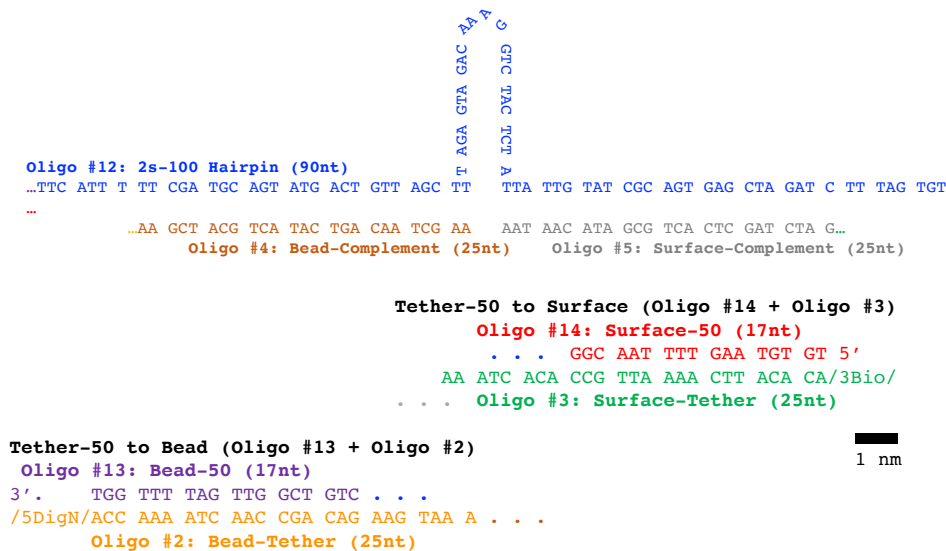 AA A G
T AGA GTA GAC
GTC TAC TCT A
Oligo #12: 2s-100 Hairpin (90nt)
…TTC ATT T TT CGA TGC AGT ATG ACT GTT AGC TT TTA TTG TAT CGC AGT GAG CTA GAT C TT TAG TGT
…
…AA GCT ACG TCA TAC TGA CAA TCG AA AAT AAC ATA GCG TCA CTC GAT CTA G…
Oligo #4: Bead-Complement (25nt) Oligo #5: Surface-Complement (25nt)
Tether-50 to Surface (Oligo #14 + Oligo #3)
Oligo #14: Surface-50 (17nt)
. . . GGC AAT TTT GAA TGT GT 5’
AA ATC ACA CCG TTA AAA CTT ACA CA/3Bio/
. . . Oligo #3: Surface-Tether (25nt)
Tether-50 to Bead (Oligo #13 + Oligo #2)
Oligo #13: Bead-50 (17nt)
1 nm
3’. TGG TTT TAG TTG GCT GTC . . .
/5DigN/ACC AAA ATC AAC CGA CAG AAG TAA A . . .
Oligo #2: Bead-Tether (25nt)